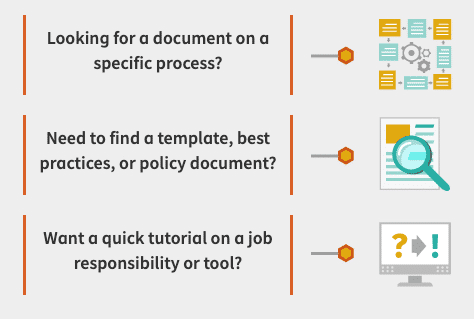 Looking for a document on a
specific process?
Need to find a template, best
practices, or policy document?
Want a quick tutorial on a job
responsibility or tool?
? !